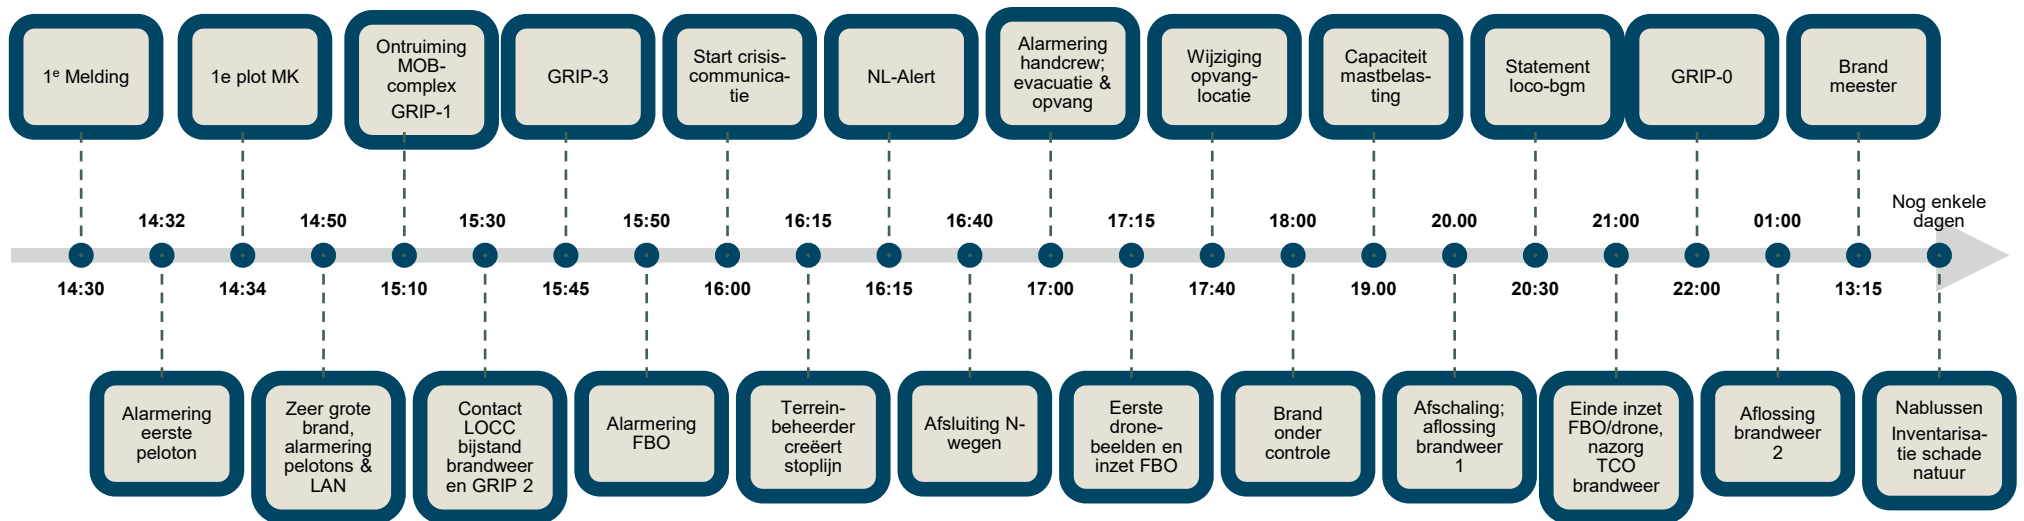 1e Melding
1e plot MK
Ontruiming
MOB-
complex
GRIP-1
GRIP-3
Start crisis-
communica-
tie
NL-Alert
Alarmering
handcrew;
evacuatie &
opvang
Wijziging
opvang-
locatie
Capaciteit
mastbelas-
ting
Statement
loco-bgm
GRIP-0
Brand
meester
14:32
14:50
15:30
15:50
16:15
16:40
17:15
18:00
20.00
21:00
01:00
Nog enkele
dagen
14:30
14:34
15:10
15:45
16:00
16:15
17:00
17:40
19.00
20:30
22:00
13:15
Alarmering
eerste
peloton
Zeer grote
brand,
alarmering
pelotons &
LAN
Contact
LOCC
bijstand
brandweer
en GRIP 2
Alarmering
FBO
Terrein-
beheerder
creëert
stoplijn
Afsluiting N-
wegen
Eerste
drone-
beelden en
inzet FBO
Brand
onder
controle
Afschaling;
aflossing
brandweer
1
Einde inzet
FBO/drone,
nazorg
TCO
brandweer
Aflossing
brandweer
2
Nablussen
Inventarisa-
tie schade
natuur